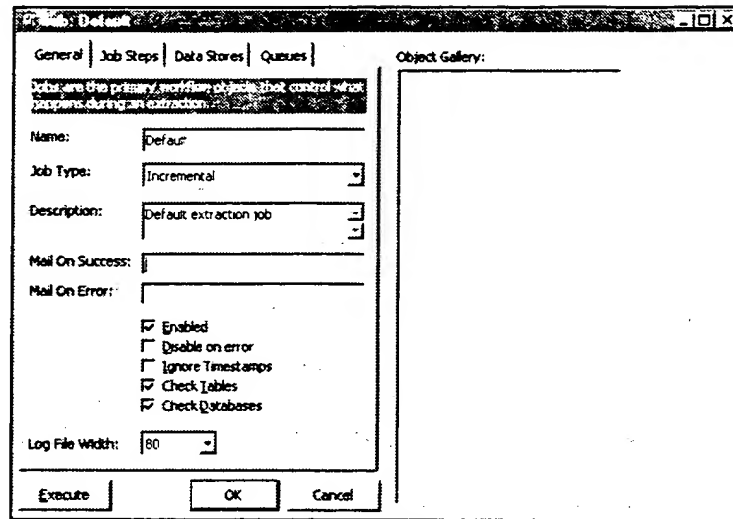 Job: Default
General Job Steps Data Stores Queues
Object Gallery:
Jobs are the primary workflow objects that control what
happens during an extraction.
Name: Default
Job Type: Incremental
Description: Default extraction job
Mail On Success:
Mail On Error:
Enabled
Disable on error
Ignore Timestamps
Check Tables
Check Databases
Log File Width: 80
Execute OK Cancel